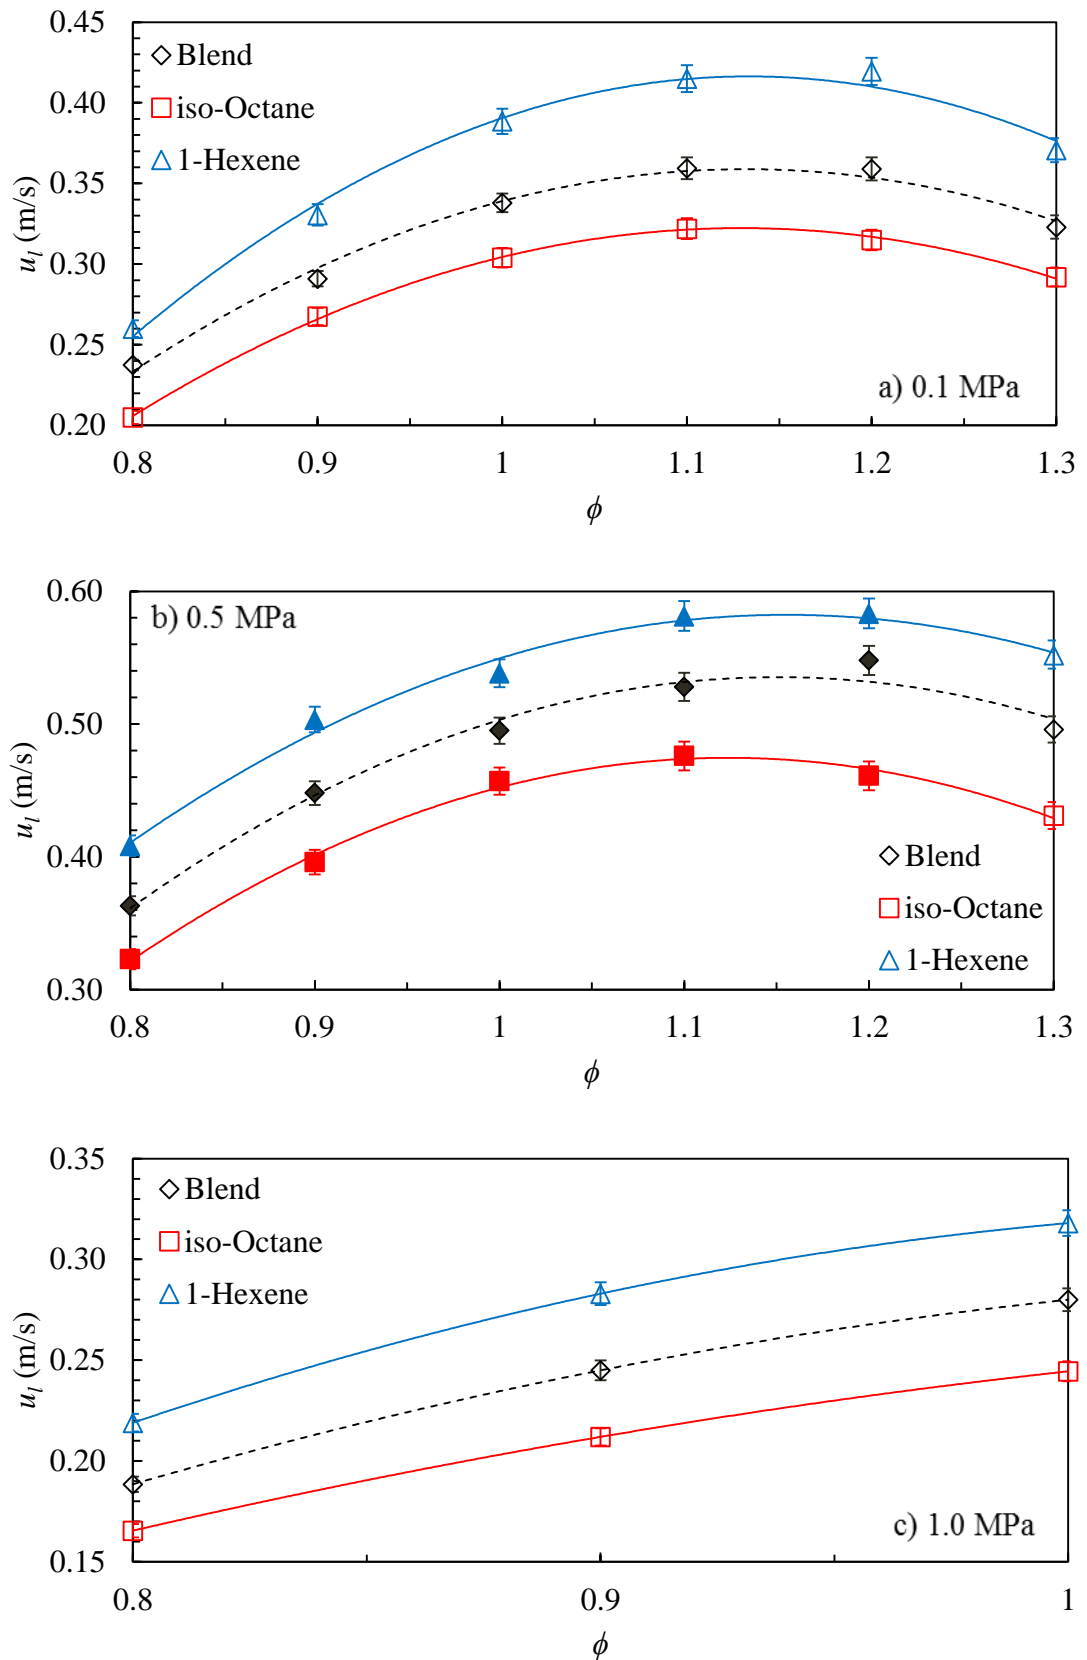 0.45
Blend
0.40
iso-Octane
1-Hexene
0.35
0.30
0.25
0.20
u_l (m/s)
a) 0.1 MPa
0.8 0.9 1 1.1 1.2 1.3
ϕ
0.60
b) 0.5 MPa
0.50
0.40
0.30
u_l (m/s)
Blend
iso-Octane
1-Hexene
0.8 0.9 1 1.1 1.2 1.3
ϕ
0.35
Blend
iso-Octane
0.30
1-Hexene
0.25
0.20
0.15
u_l (m/s)
c) 1.0 MPa
0.8 0.9 1
ϕ